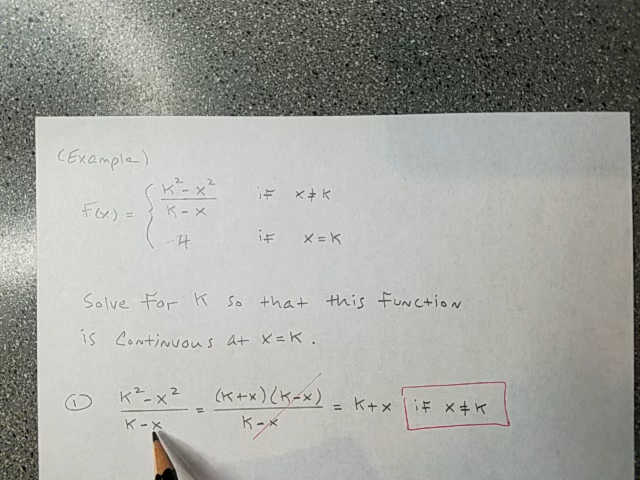 (Example)
F(x) = { K² - x² / K - x if x ≠ K
-4 if x = K
Solve for K so that this function
is continuous at x = K.
① K² - x² / K - x = (K + x)(K - x) / K - x = K + x if x ≠ K